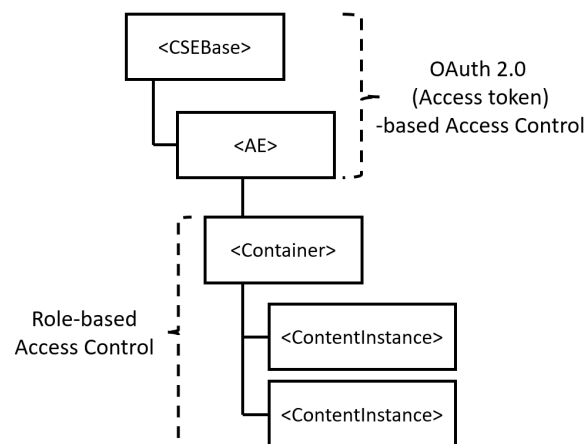 <CSEBase>
OAuth 2.0
(Access token)
-based Access Control
<AE>
<Container>
Role-based
Access Control
<ContentInstance>
<ContentInstance>